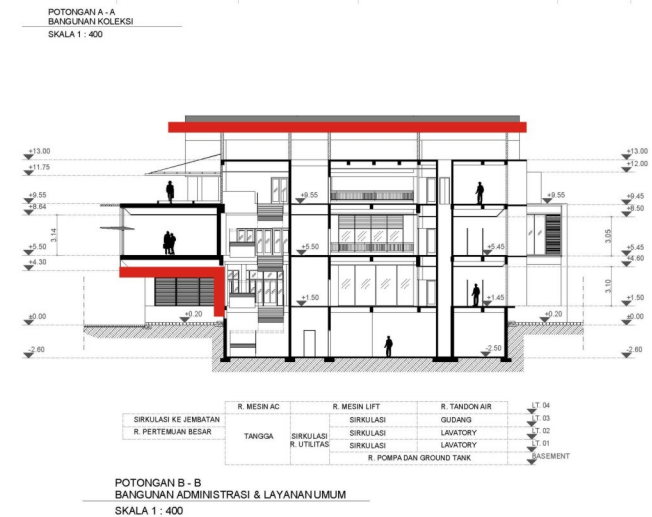 POTONGAN A - A
BANGUNAN KOLEKSI
SKALA 1 : 400
+13.00
+11.75
+9.55
+8.64
3.14
+5.50
+4.30
±0.00
-2.60
+0.20
+9.55
+5.50
+1.50
+5.45
+1.45
-2.50
+9.55
+0.20
+13.00
+12.00
+9.45
+8.50
3.05
+5.45
+4.60
3.10
+1.50
±0.00
-2.60
R. MESIN AC R. MESIN LIFT R. TANDON AIR LT. 04
SIRKULASI KE JEMBATAN SIRKULASI GUDANG LT. 03
R. PERTEMUAN BESAR TANGGA SIRKULASI SIRKULASI LAVATORY LT. 02
R. UTILITAS SIRKULASI LAVATORY LT. 01
R. POMPA DAN GROUND TANK BASEMENT
POTONGAN B - B
BANGUNAN ADMINISTRASI & LAYANAN UMUM
SKALA 1 : 400